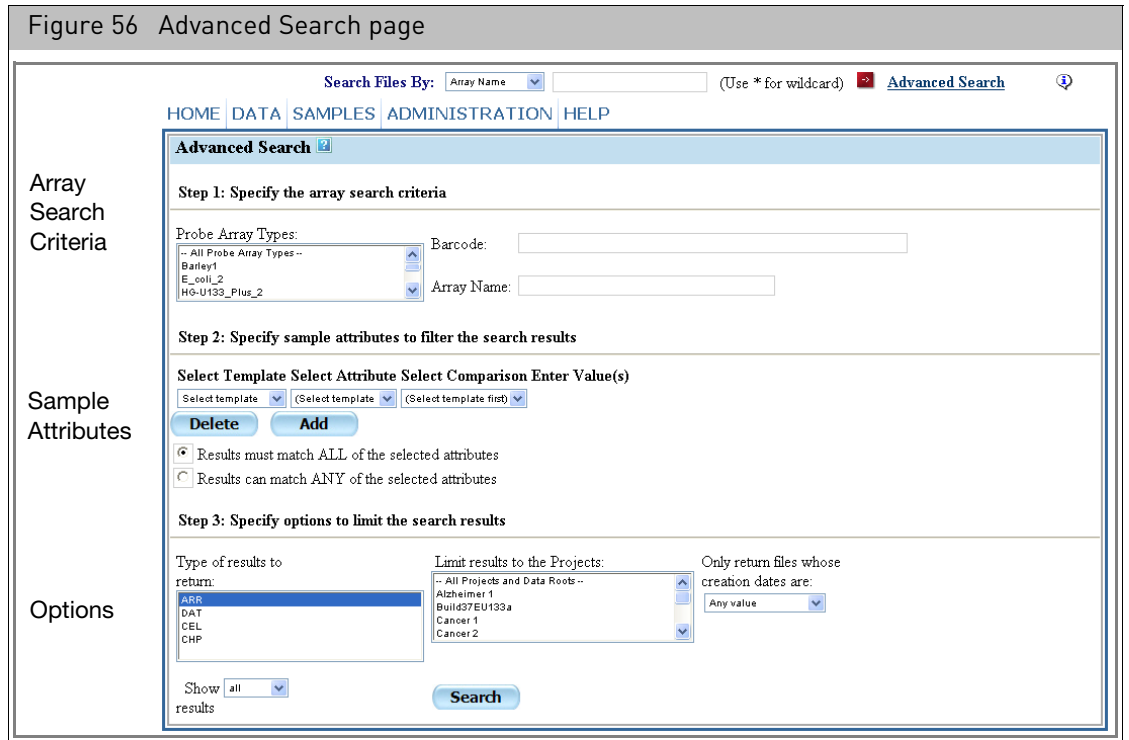 Figure 56 Advanced Search page
Search Files By: Array Name (Use * for wildcard) Advanced Search
HOME DATA SAMPLES ADMINISTRATION HELP
Advanced Search ?
Array
Search
Criteria
Step 1: Specify the array search criteria
Probe Array Types:
-- All Probe Array Types --
Barley1
E_coli_2
HG-U133_Plus_2
Barcode:
Array Name:
Step 2: Specify sample attributes to filter the search results
Sample
Attributes
Select Template Select Attribute Select Comparison Enter Value(s)
Select template (Select template (Select template first)
Delete Add
Results must match ALL of the selected attributes
Results can match ANY of the selected attributes
Step 3: Specify options to limit the search results
Options
Type of results to
return:
ARR
DAT
CEL
CHP
Limit results to the Projects:
-- All Projects and Data Roots --
Alzheimer 1
Build37EU133a
Cancer 1
Cancer 2
Only return files whose
creation dates are:
Any value
Show all
results
Search